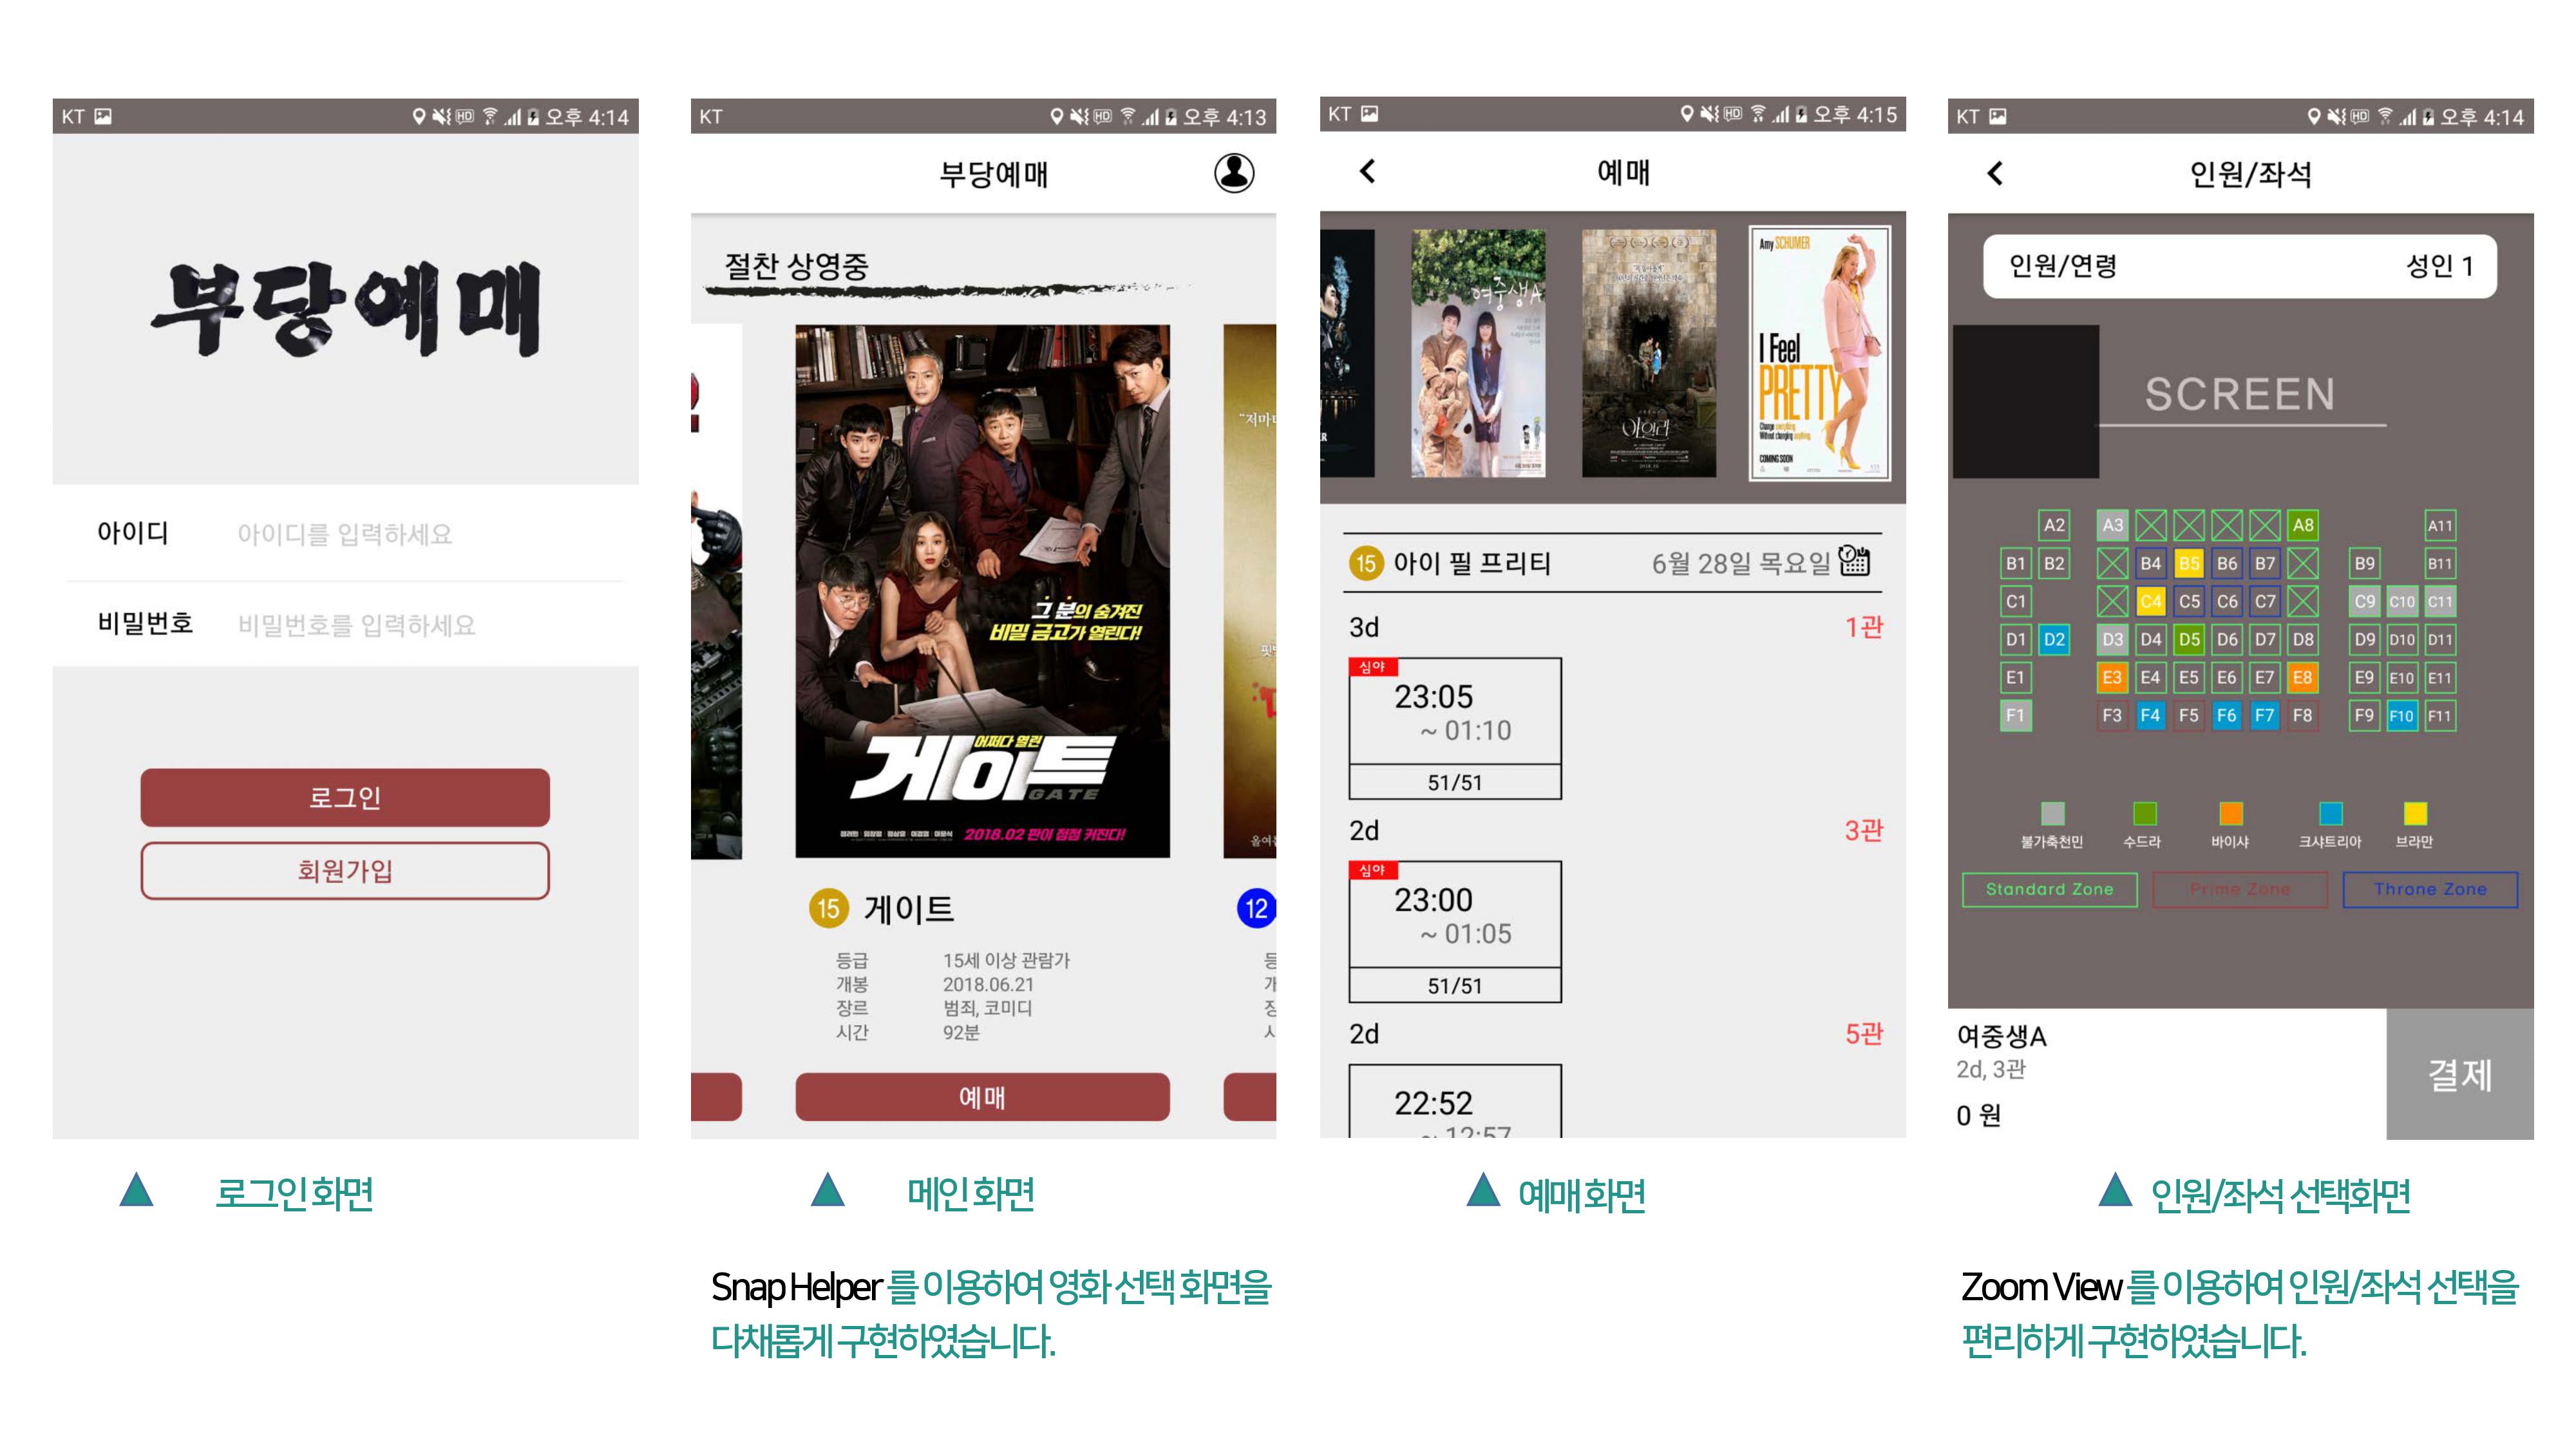 KT
HD
오후 4:14
부당예매
아이디
아이디를 입력하세요
비밀번호
비밀번호를 입력하세요
로그인
회원가입
▲ 로그인 화면
KT
HD
오후 4:13
부당예매
절찬 상영중
그 분의 숨겨진
비밀 금고가 열린다!
어쩌다 열린
게이트
GATE
2018.02 판이 점점 커진다!
15 게이트
12
등급 15세 이상 관람가
개봉 2018.06.21
장르 범죄, 코미디
시간 92분
예매
▲ 메인 화면
Snap Helper 를 이용하여 영화 선택 화면을
다채롭게 구현하였습니다.
KT
HD
오후 4:15
예매
여중생A
Amy SCHUMER
I Feel
PRETTY
Change everything.
Without changing anything.
COMING SOON
15 아이 필 프리티 6월 28일 목요일
3d 1관
심야
23:05
~ 01:10
51/51
2d 3관
심야
23:00
~ 01:05
51/51
2d 5관
22:52
~ 12:57
▲ 예매 화면
KT
HD
오후 4:14
인원/좌석
인원/연령 성인 1
SCREEN
A2 A3 A8 A11
B1 B2 B4 B5 B6 B7 B9 B11
C1 C4 C5 C6 C7 C9 C10 C11
D1 D2 D3 D4 D5 D6 D7 D8 D9 D10 D11
E1 E3 E4 E5 E6 E7 E8 E9 E10 E11
F1 F3 F4 F5 F6 F7 F8 F9 F10 F11
불가축천민 수드라 바이샤 크샤트리아 브라만
Standard Zone Prime Zone Throne Zone
여중생A
2d, 3관
0 원
결제
▲ 인원/좌석 선택화면
Zoom View 를 이용하여 인원/좌석 선택을
편리하게 구현하였습니다.